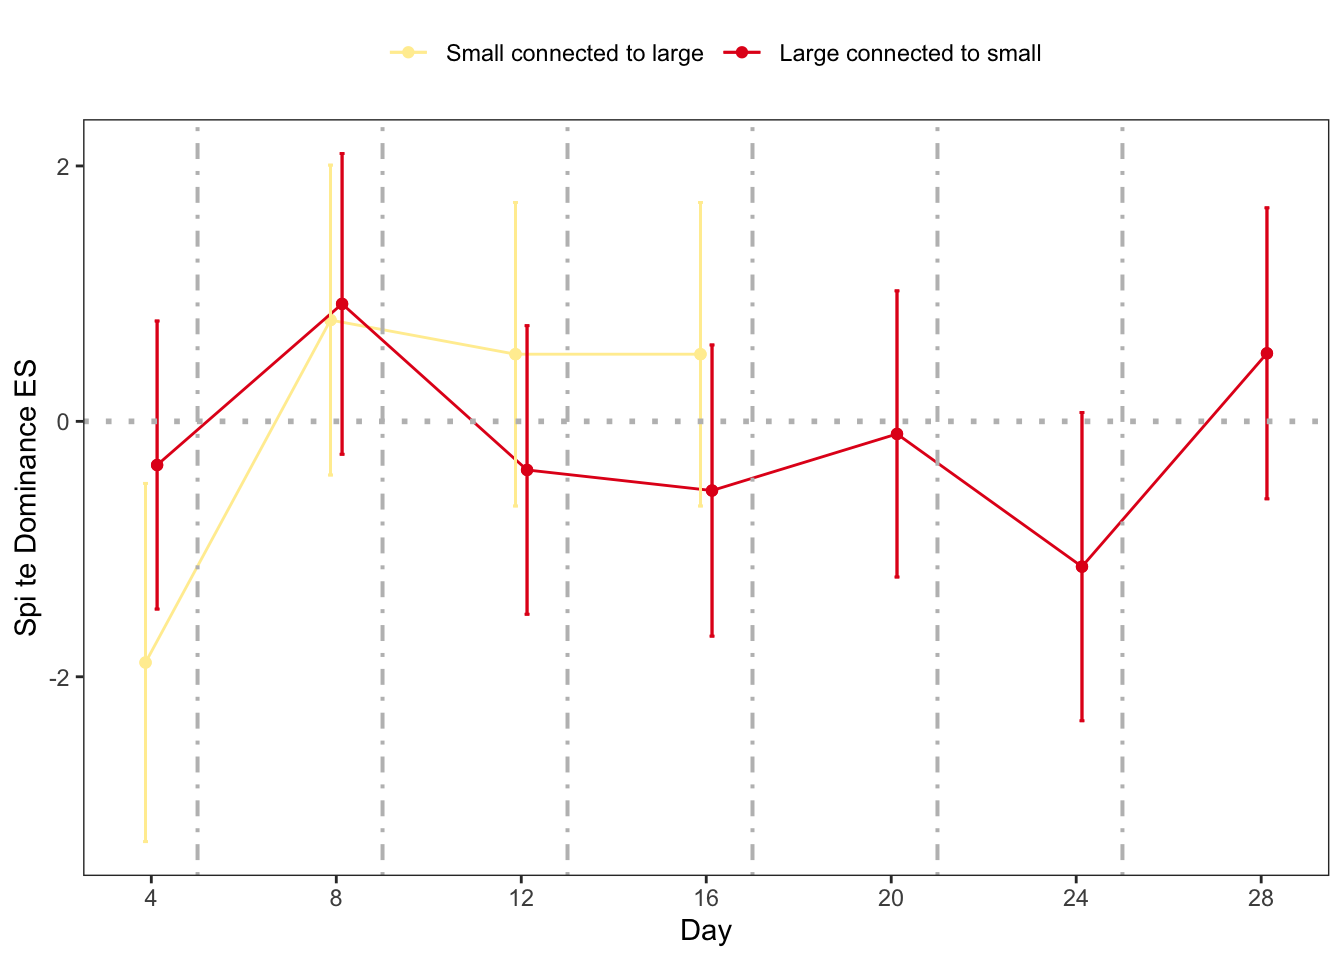 Small connected to large Large connected to small
Spi te Dominance ES
2
0
-2
4 8 12 16 20 24 28
Day